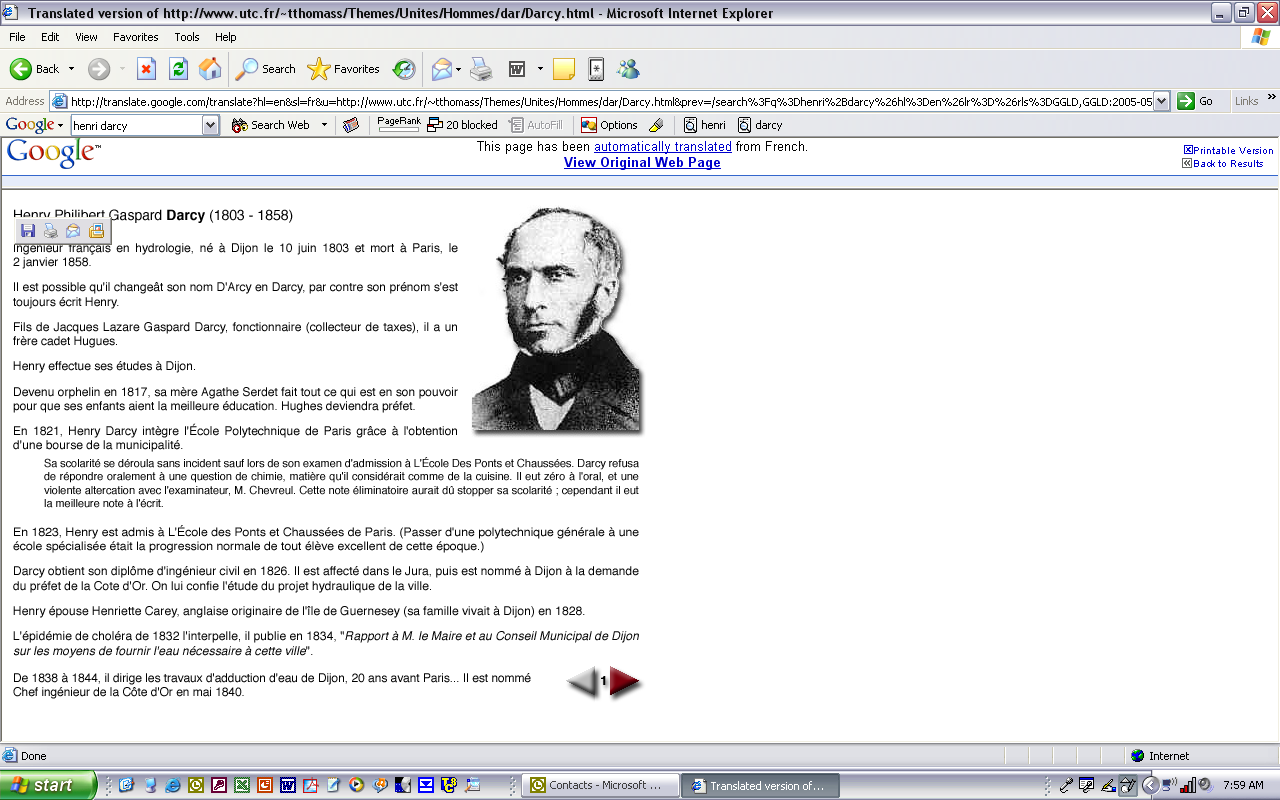 Translated version of http://www.utc.fr/~tthomass/Themes/Unites/Hommes/dar/Darcy.html - Microsoft Internet Explorer
File Edit View Favorites Tools Help
Back Search Favorites
Address http://translate.google.com/translate?hl=en&sl=fr&u=http://www.utc.fr/~tthomass/Themes/Unites/Hommes/dar/Darcy.html&prev=/search%3Fq%3Dhenri%2Bdarcy%26hl%3Den%26lr%3D%26rls%3DGGLD,GGLD:2005-05 Go Links »
Google henri darcy Search Web PageRank 20 blocked AutoFill Options henri darcy
Google™
This page has been automatically translated from French.
View Original Web Page
Printable Version
Back to Results
Henry Philibert Gaspard Darcy (1803 - 1858)
Ingénieur français en hydrologie, né à Dijon le 10 juin 1803 et mort à Paris, le
2 janvier 1858.
Il est possible qu'il changeât son nom D'Arcy en Darcy, par contre son prénom s'est
toujours écrit Henry.
Fils de Jacques Lazare Gaspard Darcy, fonctionnaire (collecteur de taxes), il a un
frère cadet Hugues.
Henry effectue ses études à Dijon.
Devenu orphelin en 1817, sa mère Agathe Serdet fait tout ce qui est en son pouvoir
pour que ses enfants aient la meilleure éducation. Hughes deviendra préfet.
En 1821, Henry Darcy intègre l'École Polytechnique de Paris grâce à l'obtention
d'une bourse de la municipalité.
Sa scolarité se déroula sans incident sauf lors de son examen d'admission à L'École Des Ponts et Chaussées. Darcy refusa
de répondre oralement à une question de chimie, matière qu'il considérait comme de la cuisine. Il eut zéro à l'oral, et une
violente altercation avec l'examinateur, M. Chevreul. Cette note éliminatoire aurait dû stopper sa scolarité ; cependant il eut
la meilleure note à l'écrit.
En 1823, Henry est admis à L'École des Ponts et Chaussées de Paris. (Passer d'une polytechnique générale à une
école spécialisée était la progression normale de tout élève excellent de cette époque.)
Darcy obtient son diplôme d'ingénieur civil en 1826. Il est affecté dans le Jura, puis est nommé à Dijon à la demande
du préfet de la Cote d'Or. On lui confie l'étude du projet hydraulique de la ville.
Henry épouse Henriette Carey, anglaise originaire de l'île de Guernesey (sa famille vivait à Dijon) en 1828.
L'épidémie de choléra de 1832 l'interpelle, il publie en 1834, "Rapport à M. le Maire et au Conseil Municipal de Dijon
sur les moyens de fournir l'eau nécessaire à cette ville".
De 1838 à 1844, il dirige les travaux d'adduction d'eau de Dijon, 20 ans avant Paris... Il est nommé
Chef ingénieur de la Côte d'Or en mai 1840.
1
Done Internet
start Contacts - Microsoft ... Translated version of... 7:59 AM